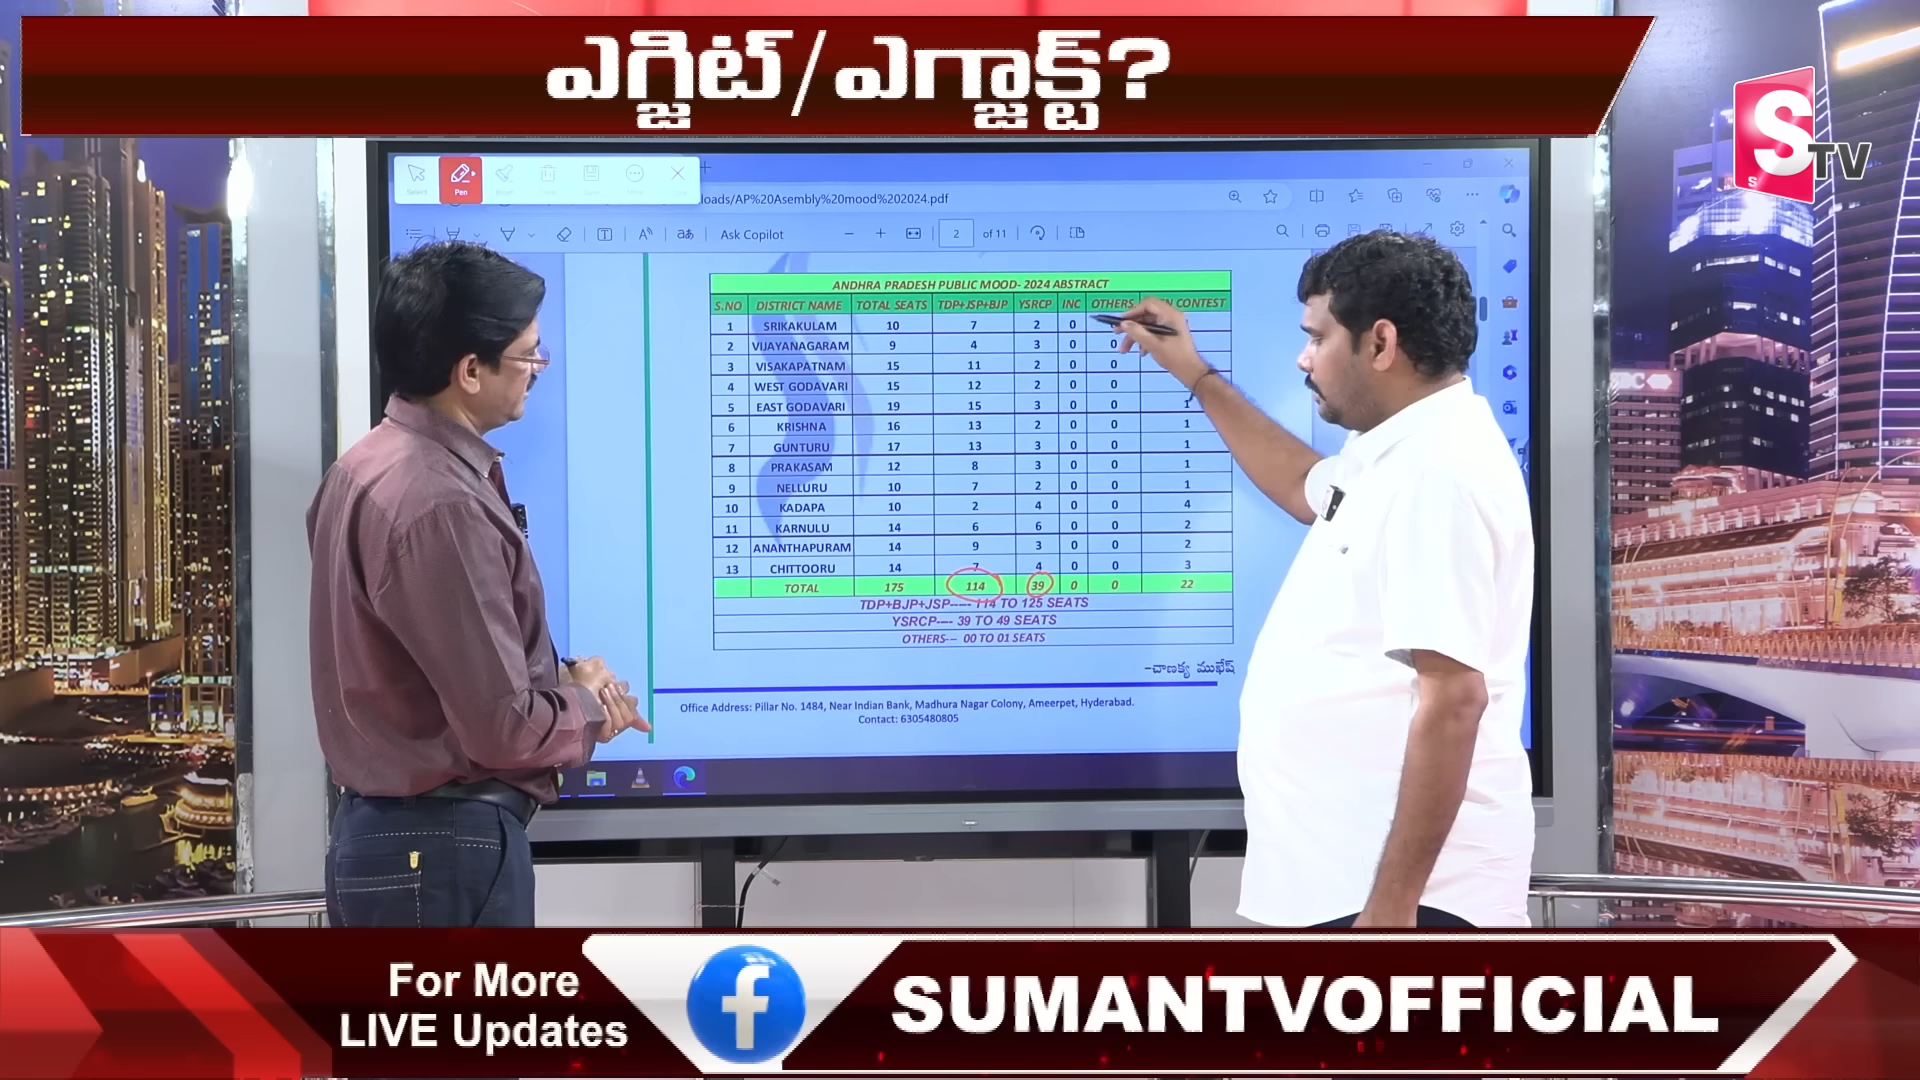 ఎగ్జిట్/ఎగ్జాక్ట్?
S TV
S
Select Pen
loads/AP%20Asembly%20mood%202024.pdf
Ask Copilot 2 of 11
ANDHRA PRADESH PUBLIC MOOD- 2024 ABSTRACT
S.NO DISTRICT NAME TOTAL SEATS TDP+JSP+BJP YSRCP INC OTHERS CONTEST
1 SRIKAKULAM 10 7 2 0
2 VIJAYANAGARAM 9 4 3 0 0
3 VISAKAPATNAM 15 11 2 0 0
4 WEST GODAVARI 15 12 2 0 0
5 EAST GODAVARI 19 15 3 0 0 1
6 KRISHNA 16 13 2 0 0 1
7 GUNTURU 17 13 3 0 0 1
8 PRAKASAM 12 8 3 0 0 1
9 NELLURU 10 7 2 0 0 1
10 KADAPA 10 2 4 0 0 4
11 KARNULU 14 6 6 0 0 2
12 ANANTHAPURAM 14 9 3 0 0 2
13 CHITTOORU 14 7 4 0 0 3
TOTAL 175 114 39 0 0 22
TDP+BJP+JSP----- 114 TO 125 SEATS
YSRCP---- 39 TO 49 SEATS
OTHERS--- 00 TO 01 SEATS
-చాణక్య ముఖేష్
Office Address: Pillar No. 1484, Near Indian Bank, Madhura Nagar Colony, Ameerpet, Hyderabad.
Contact: 6305480805
For More
LIVE Updates
SUMANTVOFFICIAL